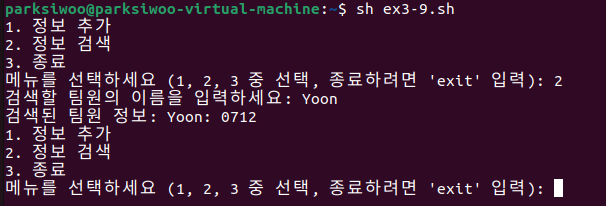 parksiwoo@parksiwoo-virtual-machine:~$ sh ex3-9.sh
1. 정보 추가
2. 정보 검색
3. 종료
메뉴를 선택하세요 (1, 2, 3 중 선택, 종료하려면 'exit' 입력): 2
검색할 팀원의 이름을 입력하세요: Yoon
검색된 팀원 정보: Yoon: 0712
1. 정보 추가
2. 정보 검색
3. 종료
메뉴를 선택하세요 (1, 2, 3 중 선택, 종료하려면 'exit' 입력):